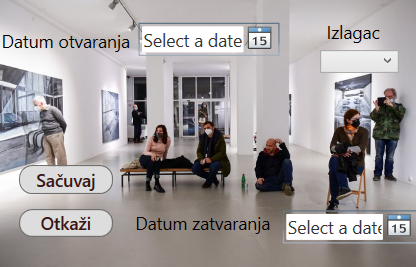 Datum otvaranja
Select a date
15
Izlagac
Sačuvaj
Otkaži
Datum zatvaranja
Select a date
15